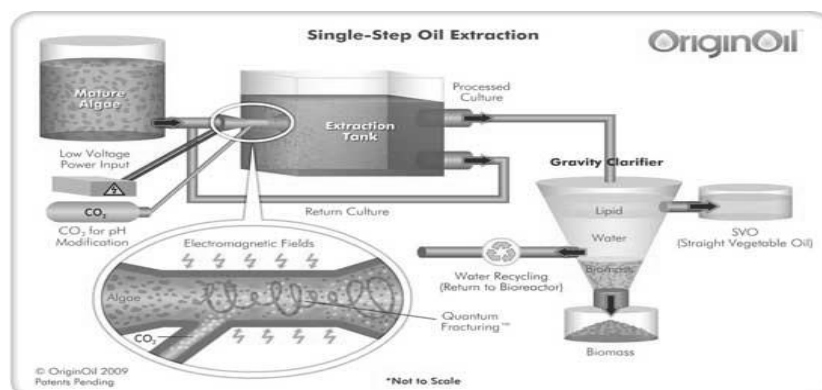 Single-Step Oil Extraction
ORIGINOIL
Mature
Algae
Extraction
Tank
Processed
Culture
Low Voltage
Power Input
CO₂
CO₂ for pH
Modification
Return Culture
Gravity Clarifier
Lipid
Water
Biomass
SVO
(Straight Vegetable Oil)
Water Recycling
(Return to Bioreactor)
Biomass
Electromagnetic Fields
Algae
CO₂
Quantum
Fracturing™
© OriginOil 2009
Patents Pending
*Not to Scale